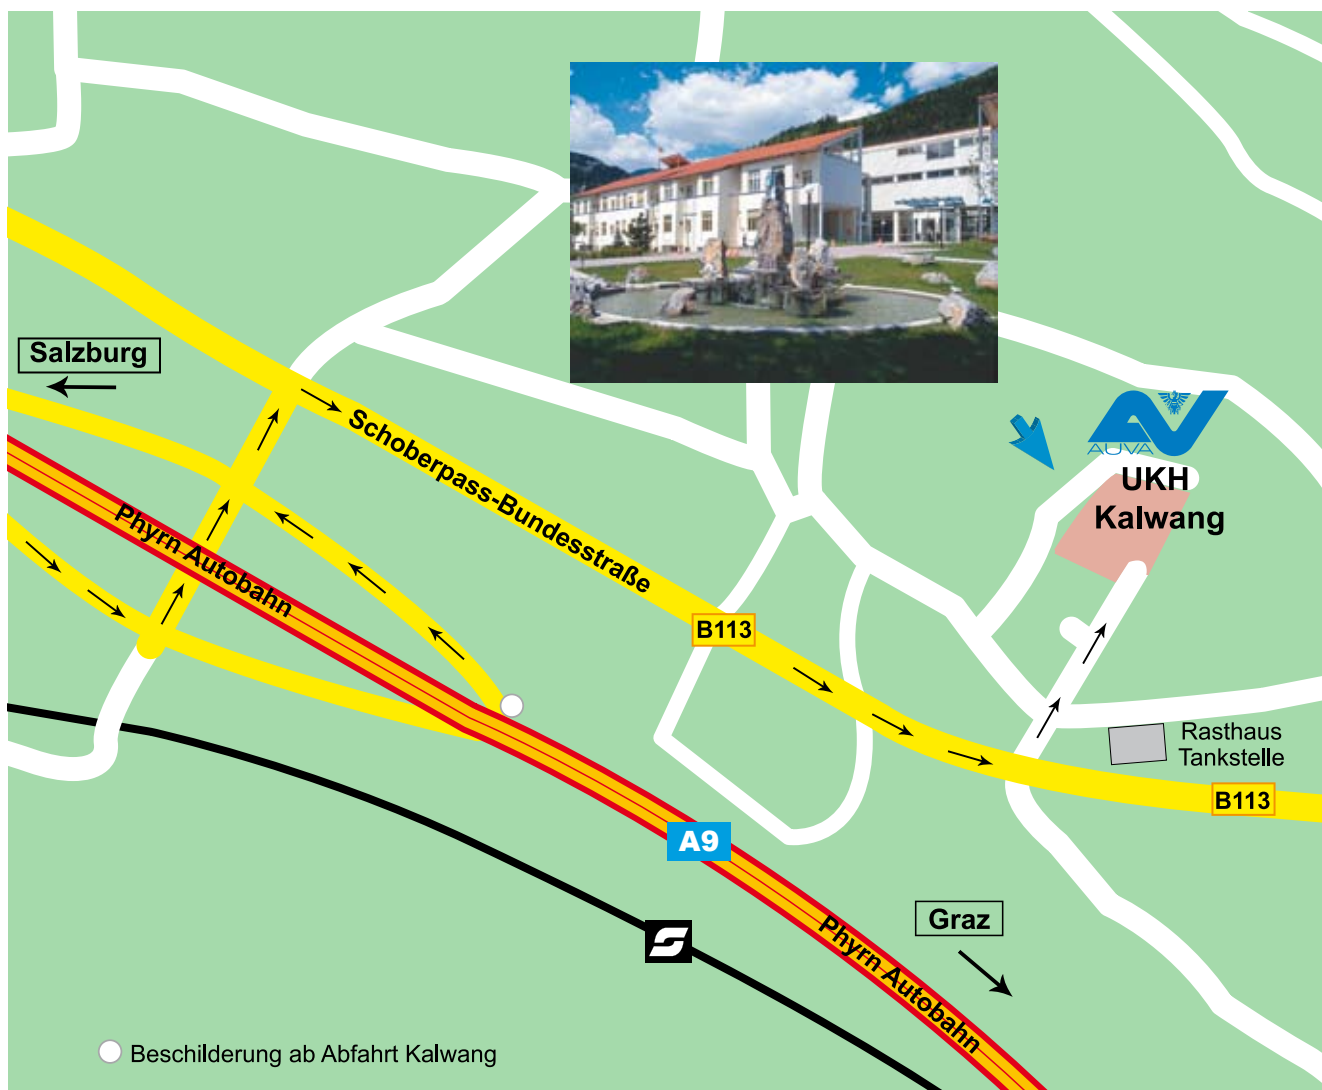 Salzburg
Schoberpass-Bundesstraße
AUVA
UKH
Kalwang
Phyrn Autobahn
B113
Rasthaus
Tankstelle
B113
A9
Graz
Phyrn Autobahn
Beschilderung ab Abfahrt Kalwang